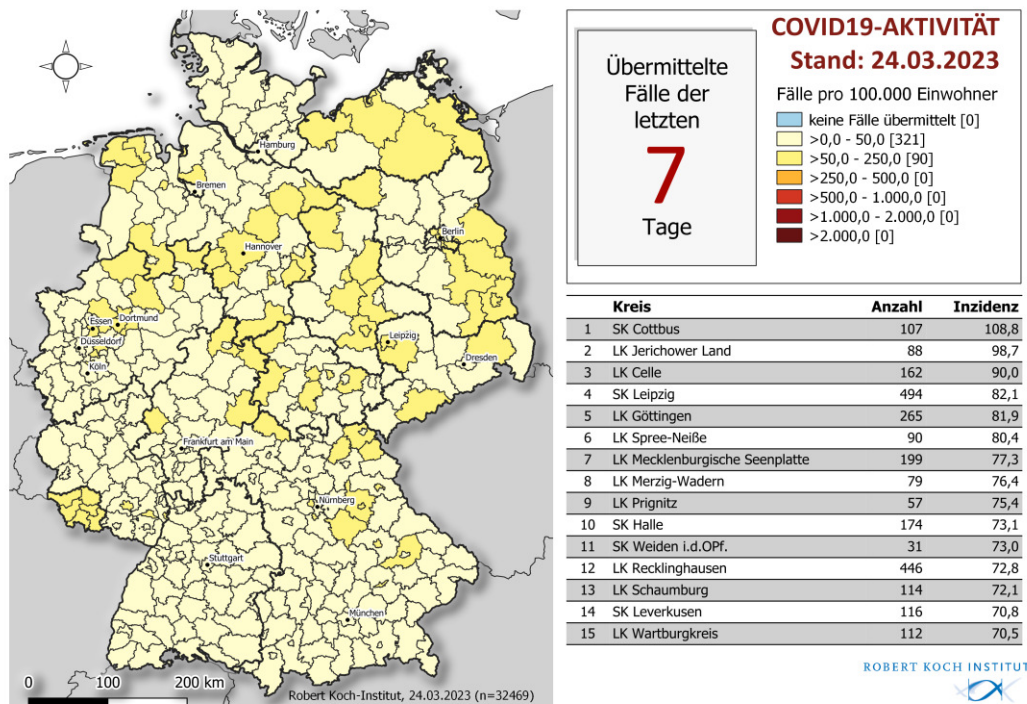 Hamburg
Bremen
Berlin
Hannover
Essen
Dortmund
Düsseldorf
Köln
Leipzig
Dresden
Frankfurt am Main
Nürnberg
Stuttgart
München
0 100 200 km
Robert Koch-Institut, 24.03.2023 (n=32469)
COVID19-AKTIVITÄT
Stand: 24.03.2023
Übermittelte
Fälle der
letzten
7
Tage
Fälle pro 100.000 Einwohner
keine Fälle übermittelt [0]
>0,0 - 50,0 [321]
>50,0 - 250,0 [90]
>250,0 - 500,0 [0]
>500,0 - 1.000,0 [0]
>1.000,0 - 2.000,0 [0]
>2.000,0 [0]
Kreis Anzahl Inzidenz
1 SK Cottbus 107 108,8
2 LK Jerichower Land 88 98,7
3 LK Celle 162 90,0
4 SK Leipzig 494 82,1
5 LK Göttingen 265 81,9
6 LK Spree-Neiße 90 80,4
7 LK Mecklenburgische Seenplatte 199 77,3
8 LK Merzig-Wadern 79 76,4
9 LK Prignitz 57 75,4
10 SK Halle 174 73,1
11 SK Weiden i.d.OPf. 31 73,0
12 LK Recklinghausen 446 72,8
13 LK Schaumburg 114 72,1
14 SK Leverkusen 116 70,8
15 LK Wartburgkreis 112 70,5
ROBERT KOCH INSTITUT